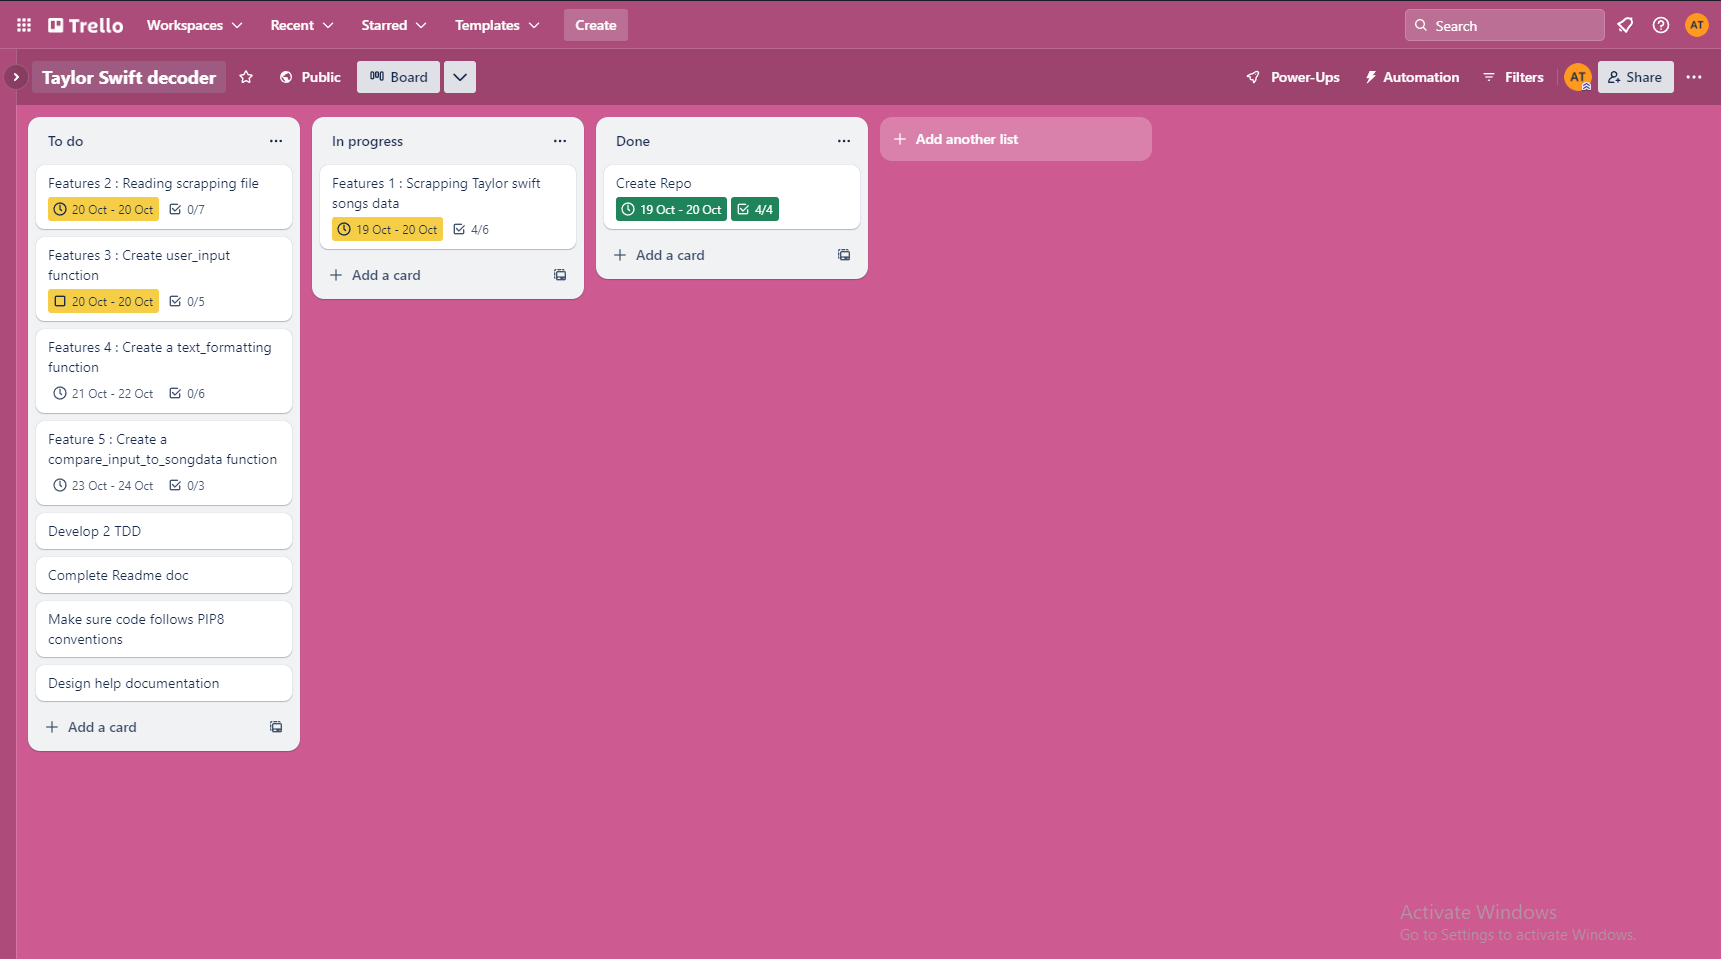 Trello Workspaces Recent Starred Templates Create Search AT
Taylor Swift decoder Public Board Power-Ups Automation Filters AT Share
To do
Features 2 : Reading scrapping file
20 Oct - 20 Oct 0/7
Features 3 : Create user_input
function
20 Oct - 20 Oct 0/5
Features 4 : Create a text_formatting
function
21 Oct - 22 Oct 0/6
Feature 5 : Create a
compare_input_to_songdata function
23 Oct - 24 Oct 0/3
Develop 2 TDD
Complete Readme doc
Make sure code follows PIP8
conventions
Design help documentation
Add a card
In progress
Features 1 : Scrapping Taylor swift
songs data
19 Oct - 20 Oct 4/6
Add a card
Done
Create Repo
19 Oct - 20 Oct 4/4
Add a card
Add another list
Activate Windows
Go to Settings to activate Windows.